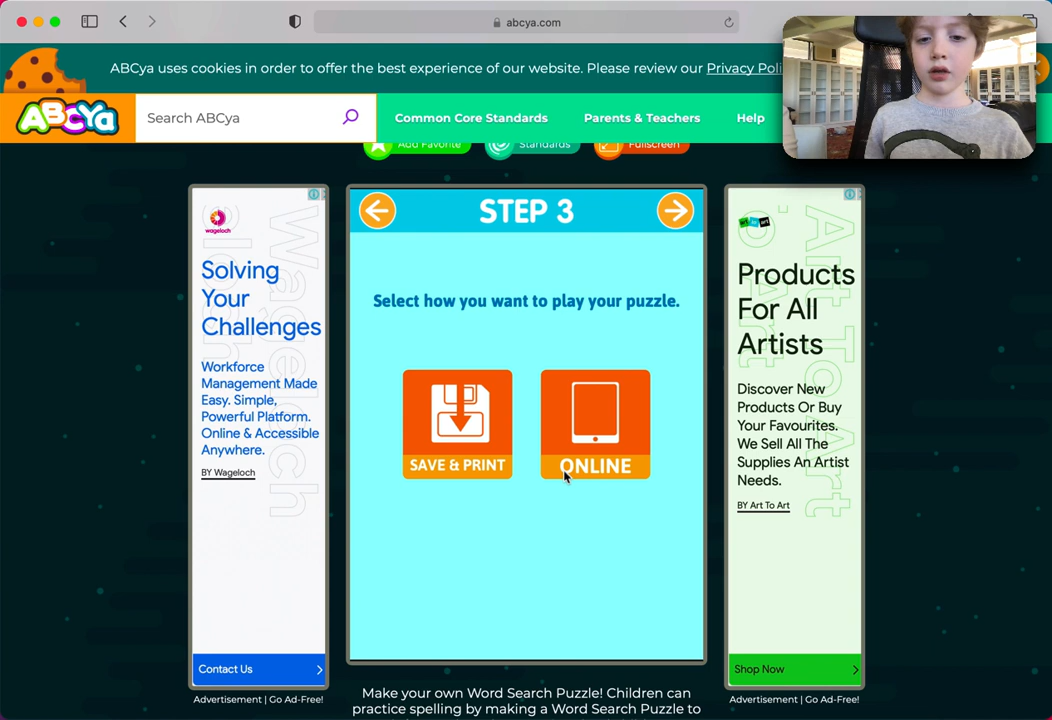 abcya.com
ABCya uses cookies in order to offer the best experience of our website. Please review our Privacy Poli
ABCYa
Search ABCya
Common Core Standards
Parents & Teachers
Help
Add Favorite
Standards
Fullscreen
wageloch
Solving
Your
Challenges
Workforce
Management Made
Easy. Simple,
Powerful Platform.
Online & Accessible
Anywhere.
BY Wageloch
Contact Us
Advertisement | Go Ad-Free!
STEP 3
Select how you want to play your puzzle.
SAVE & PRINT
ONLINE
Make your own Word Search Puzzle! Children can
practice spelling by making a Word Search Puzzle to
art to art
Products
For All
Artists
Discover New
Products Or Buy
Your Favourites.
We Sell All The
Supplies An Artist
Needs.
BY Art To Art
Shop Now
Advertisement | Go Ad-Free!